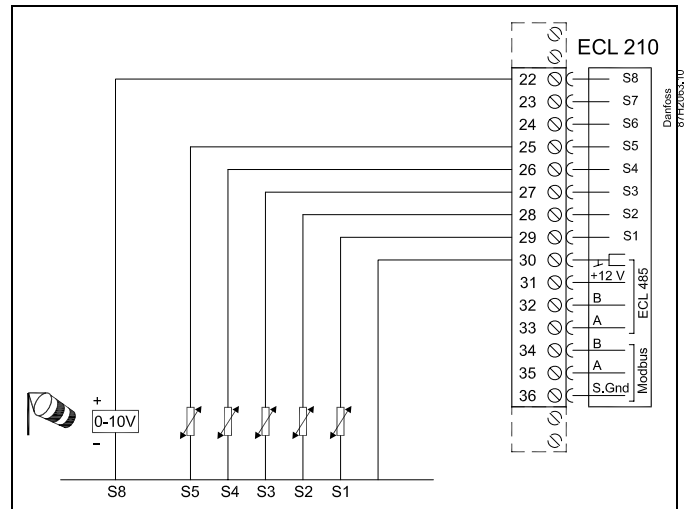 ECL 210
22 S8
23 S7
24 S6
25 S5
26 S4
27 S3
28 S2
29 S1
30
31 +12 V
32 B
33 A
ECL 485
34 B
35 A
36 S.Gnd
Modbus
Danfoss
87H2063.10
+
0-10V
–
S8 S5 S4 S3 S2 S1